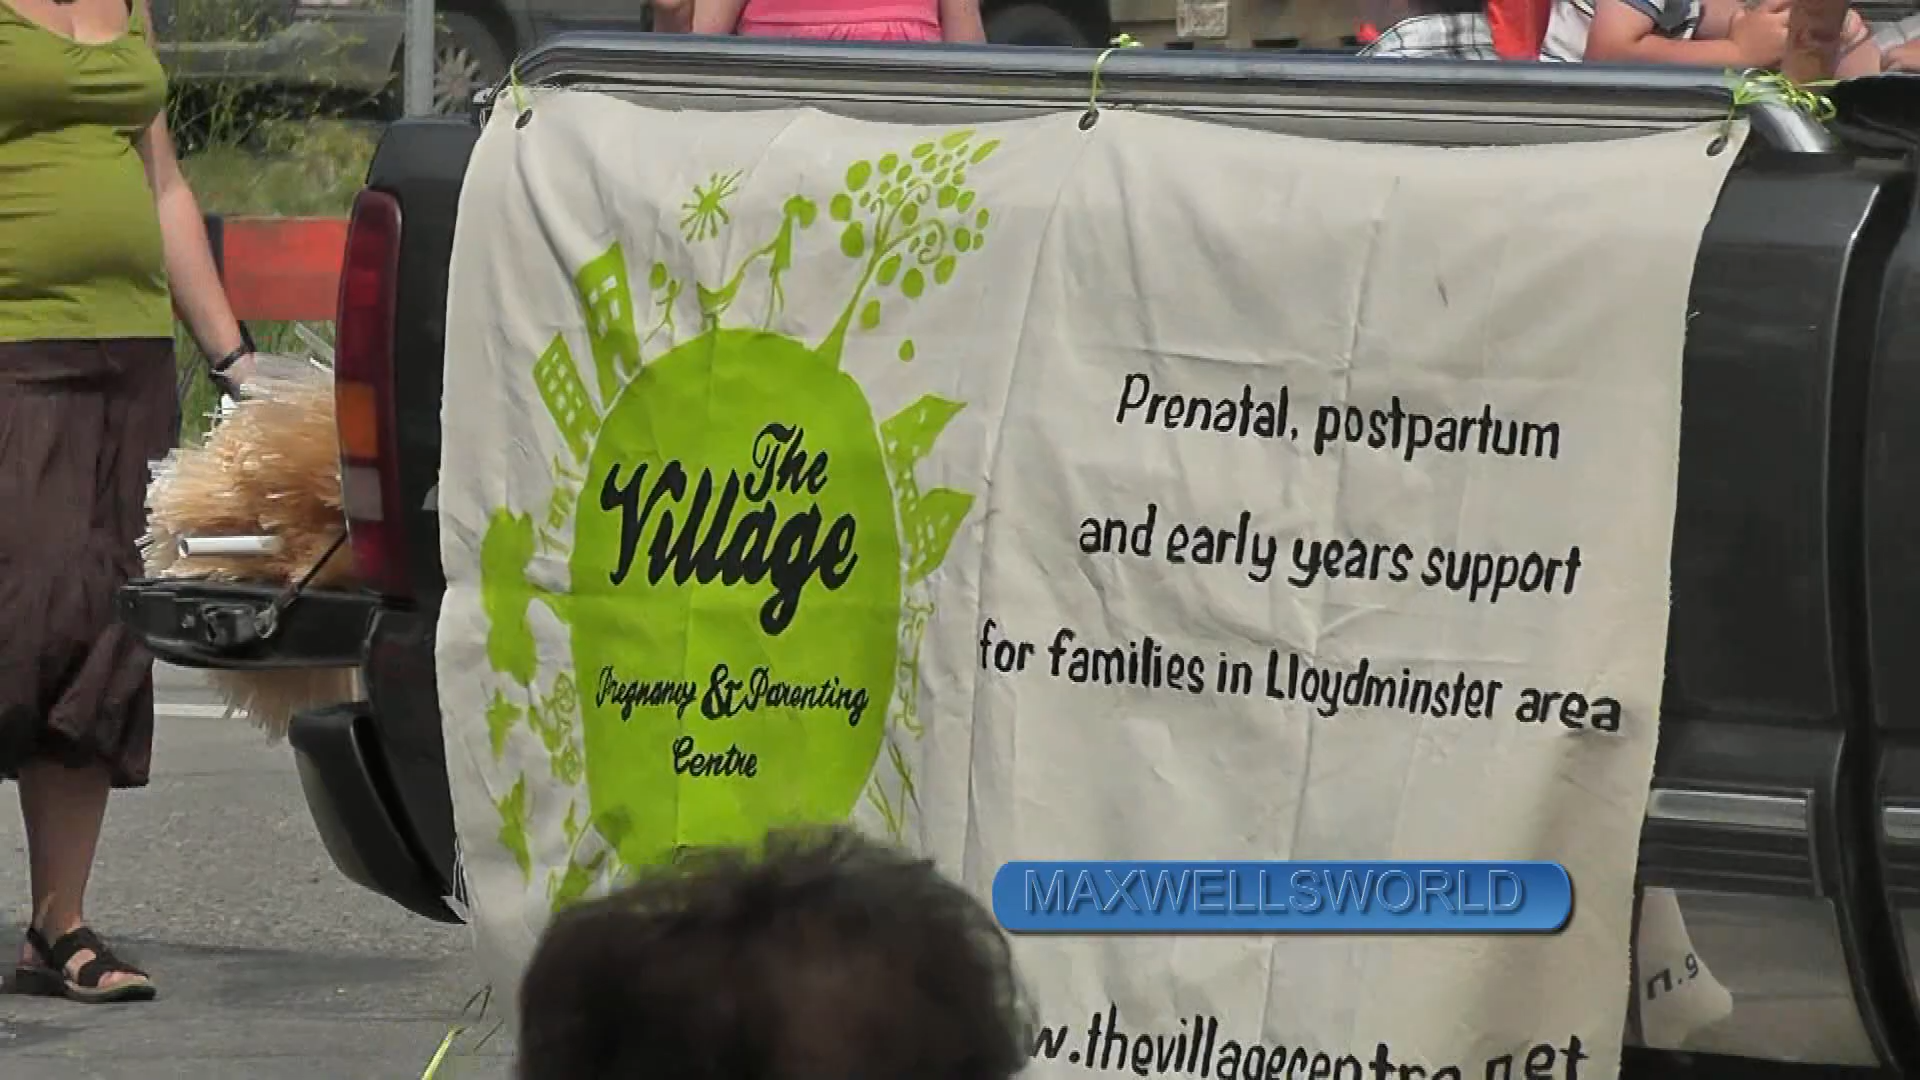 The
Village
Pregnancy & Parenting
Centre
Prenatal, postpartum
and early years support
for families in Lloydminster area
MAXWELLSWORLD
w.thevillagecentre.net